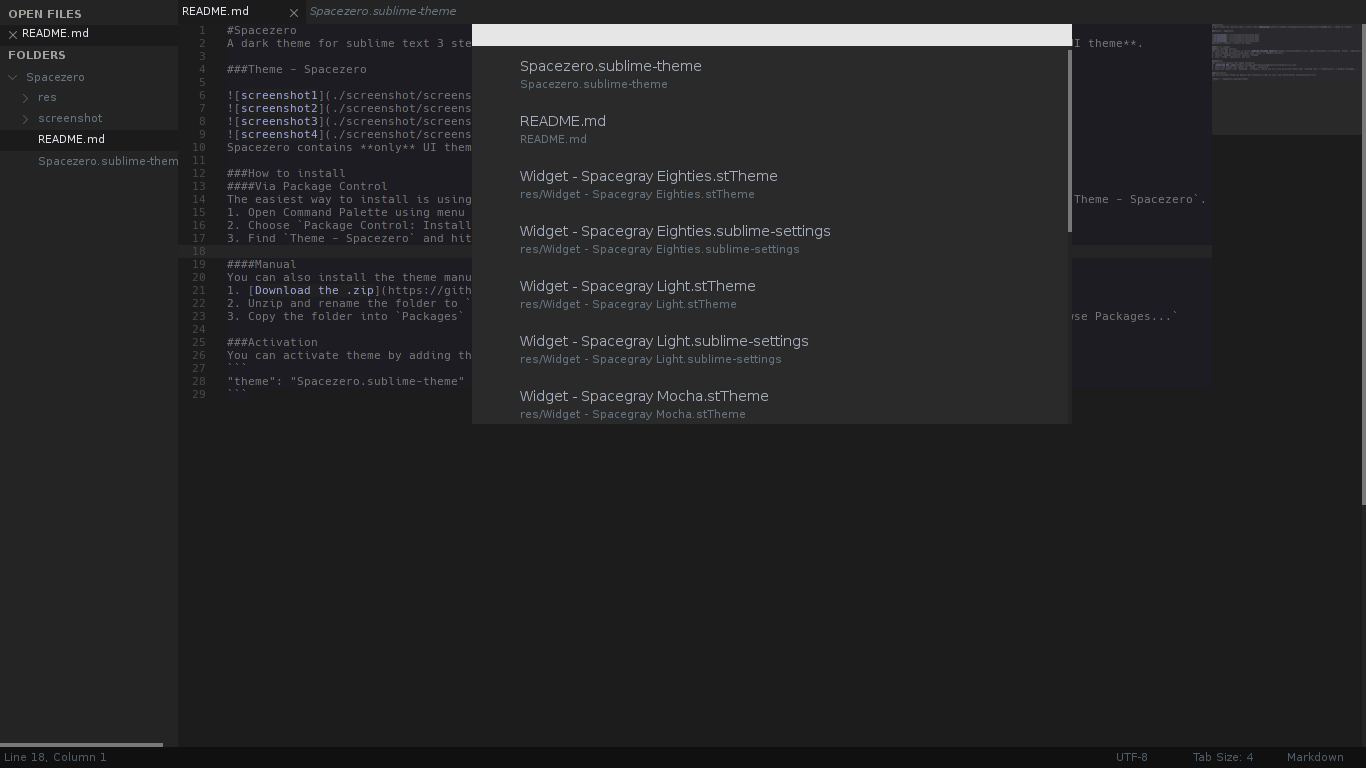 OPEN FILES
README.md
FOLDERS
Spacezero
res
screenshot
README.md
Spacezero.sublime-them
README.md
Spacezero.sublime-theme
1 #Spacezero
2 A dark theme for sublime text 3 ste I theme**.
3
4 ###Theme - Spacezero
5
6 ![screenshot1](./screenshot/screens
7 ![screenshot2](./screenshot/screens
8 ![screenshot3](./screenshot/screens
9 ![screenshot4](./screenshot/screens
10 Spacezero contains **only** UI them
11
12 ###How to install
13 ####Via Package Control
14 The easiest way to install is using Theme - Spacezero`.
15 1. Open Command Palette using menu
16 2. Choose `Package Control: Install
17 3. Find `Theme - Spacezero` and hit
18
19 ####Manual
20 You can also install the theme manu
21 1. [Download the .zip](https://gith
22 2. Unzip and rename the folder to `
23 3. Copy the folder into `Packages` se Packages...`
24
25 ###Activation
26 You can activate theme by adding th
27 ```
28 "theme": "Spacezero.sublime-theme"
29 ```
Spacezero.sublime-theme
Spacezero.sublime-theme
README.md
README.md
Widget - Spacegray Eighties.stTheme
res/Widget - Spacegray Eighties.stTheme
Widget - Spacegray Eighties.sublime-settings
res/Widget - Spacegray Eighties.sublime-settings
Widget - Spacegray Light.stTheme
res/Widget - Spacegray Light.stTheme
Widget - Spacegray Light.sublime-settings
res/Widget - Spacegray Light.sublime-settings
Widget - Spacegray Mocha.stTheme
res/Widget - Spacegray Mocha.stTheme
Line 18, Column 1
UTF-8
Tab Size: 4
Markdown